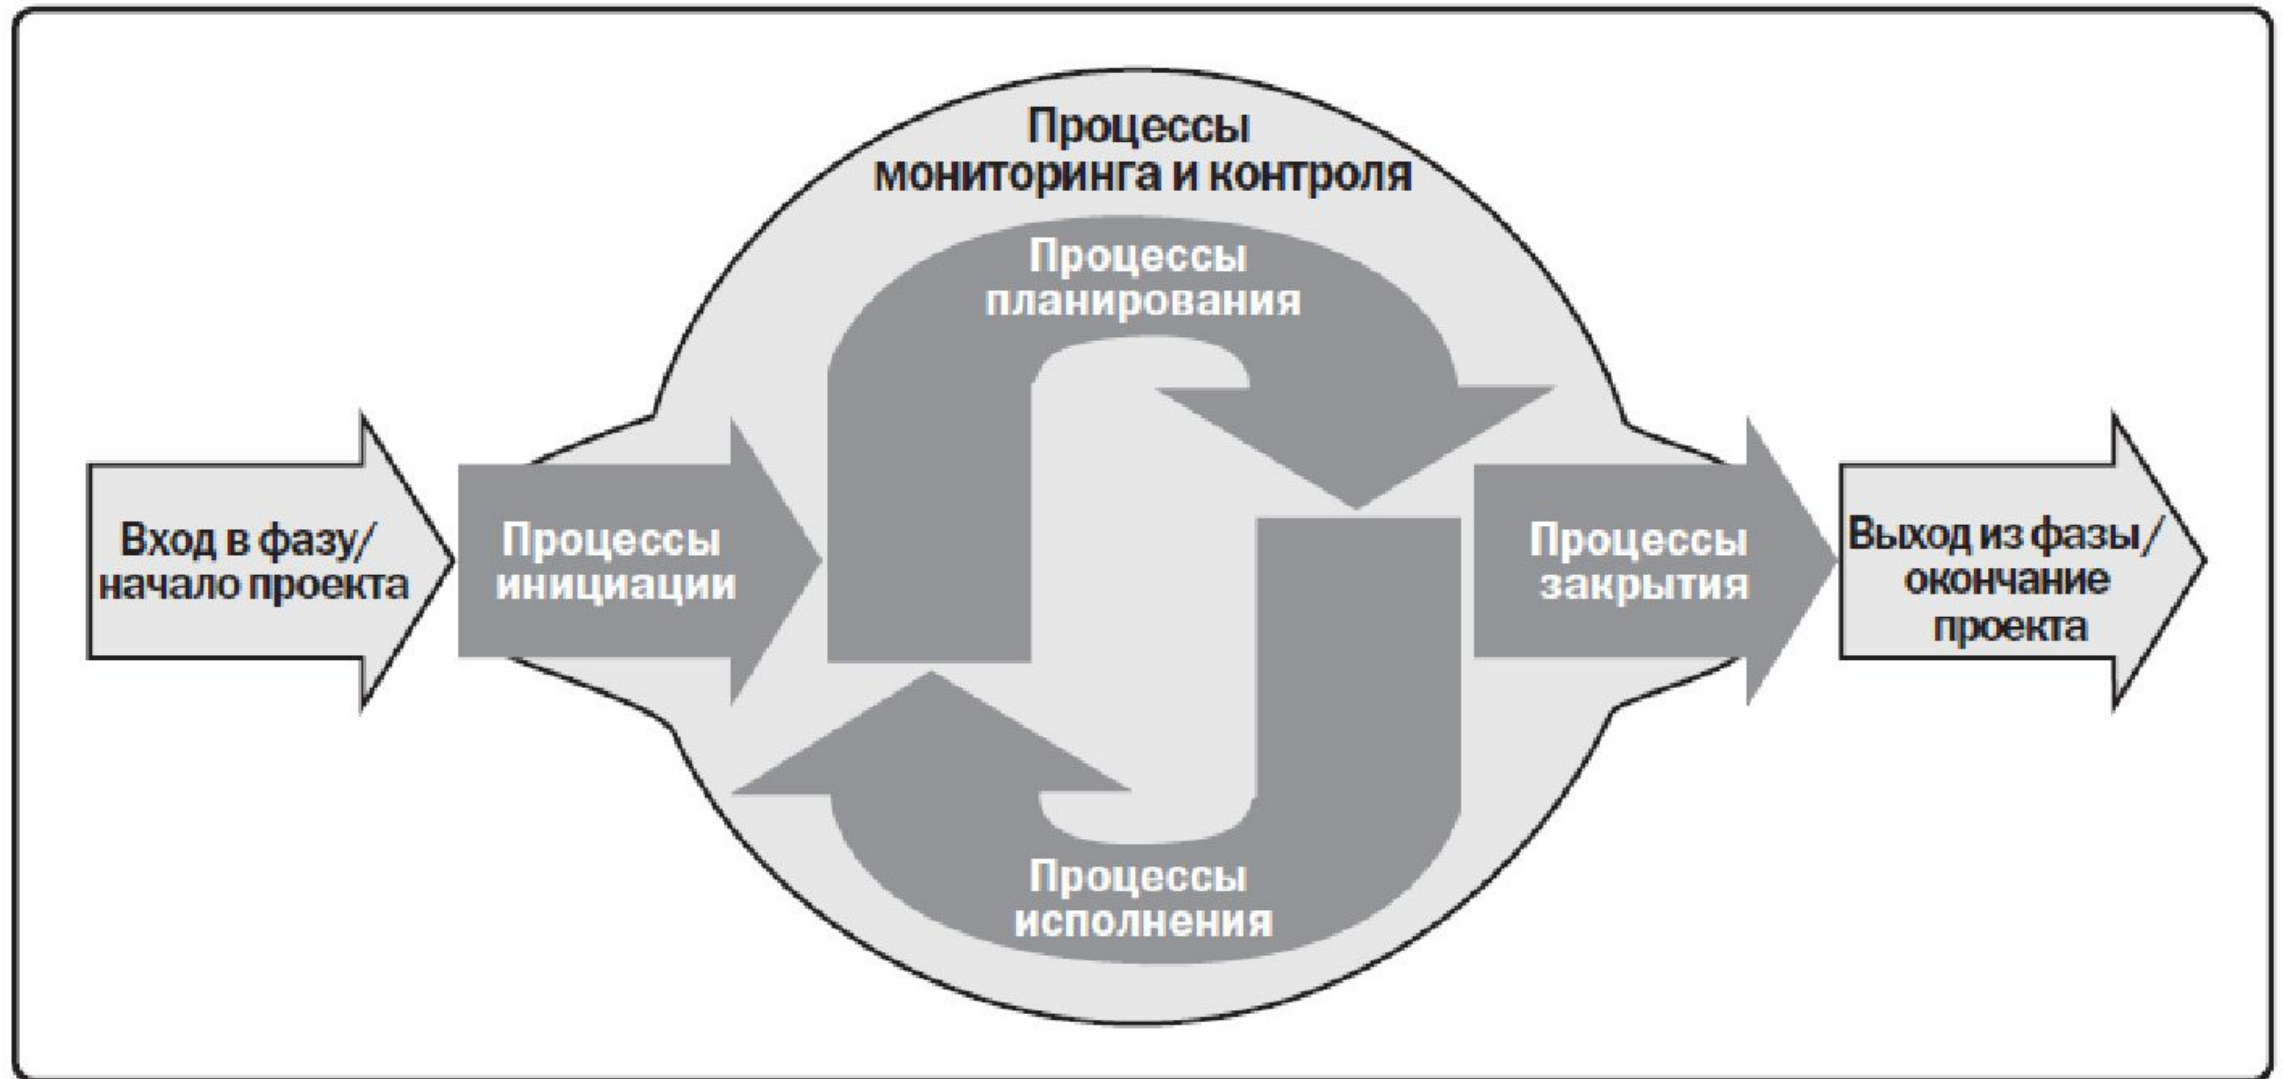 Процессы
мониторинга и контроля
Процессы
планирования
Вход в фазу/
начало проекта
Процессы
инициации
Процессы
закрытия
Выход из фазы/
окончание
проекта
Процессы
исполнения